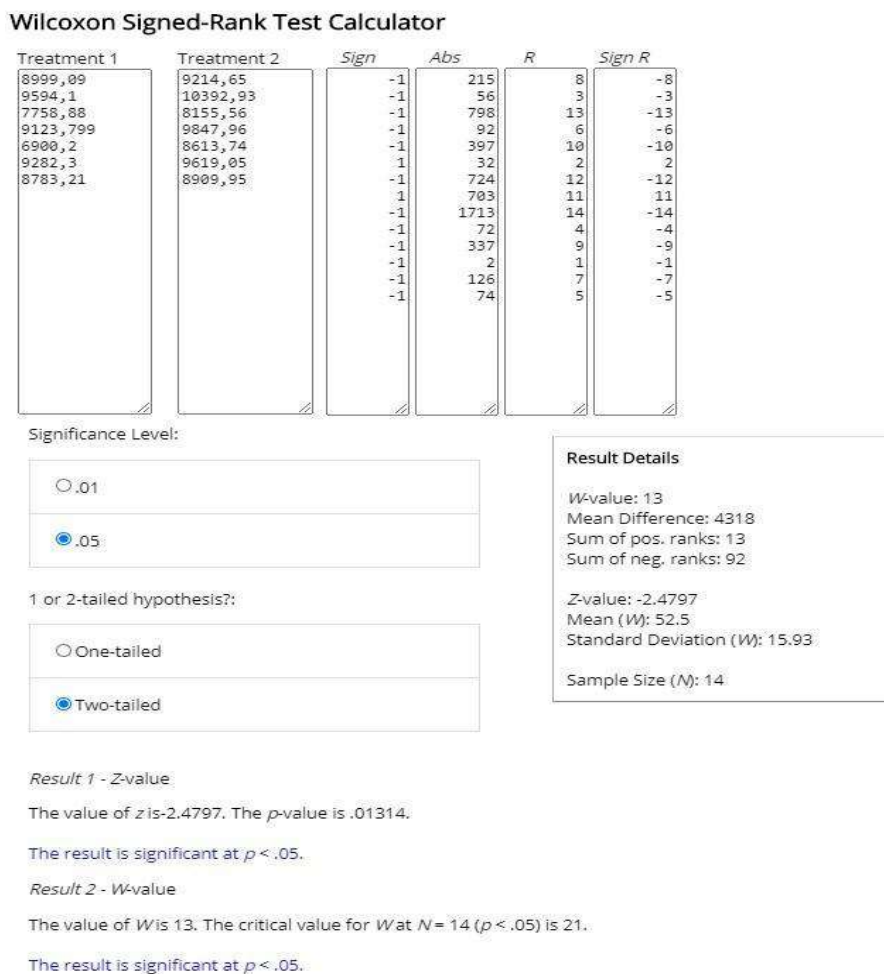 Wilcoxon Signed-Rank Test Calculator
Treatment 1 Treatment 2 Sign Abs R Sign R
8999,09 9214,65 -1 215 8 -8
9594,1 10392,93 -1 56 3 -3
7758,88 8155,56 -1 798 13 -13
9123,799 9847,96 -1 92 6 -6
6900,2 8613,74 -1 397 10 -10
9282,3 9619,05 1 32 2 2
8783,21 8909,95 -1 724 12 -12
1 703 11 11
-1 1713 14 -14
-1 72 4 -4
-1 337 9 -9
-1 2 1 -1
-1 126 7 -7
-1 74 5 -5
Significance Level:
.01
.05
1 or 2-tailed hypothesis?:
One-tailed
Two-tailed
Result Details
W-value: 13
Mean Difference: 4318
Sum of pos. ranks: 13
Sum of neg. ranks: 92
Z-value: -2.4797
Mean (W): 52.5
Standard Deviation (W): 15.93
Sample Size (N): 14
Result 1 - Z-value
The value of z is-2.4797. The p-value is .01314.
The result is significant at p < .05.
Result 2 - W-value
The value of W is 13. The critical value for W at N = 14 (p < .05) is 21.
The result is significant at p < .05.